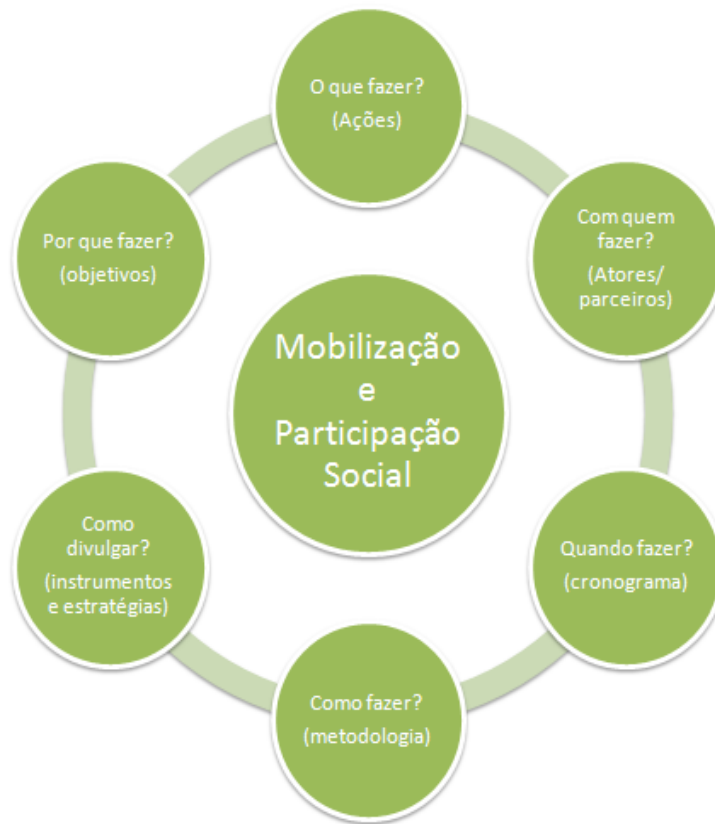 O que fazer?
(Ações)
Com quem
fazer?
(Atores/
parceiros)
Quando fazer?
(cronograma)
Como fazer?
(metodologia)
Como
divulgar?
(instrumentos
e estratégias)
Por que fazer?
(objetivos)
Mobilização
e
Participação
Social